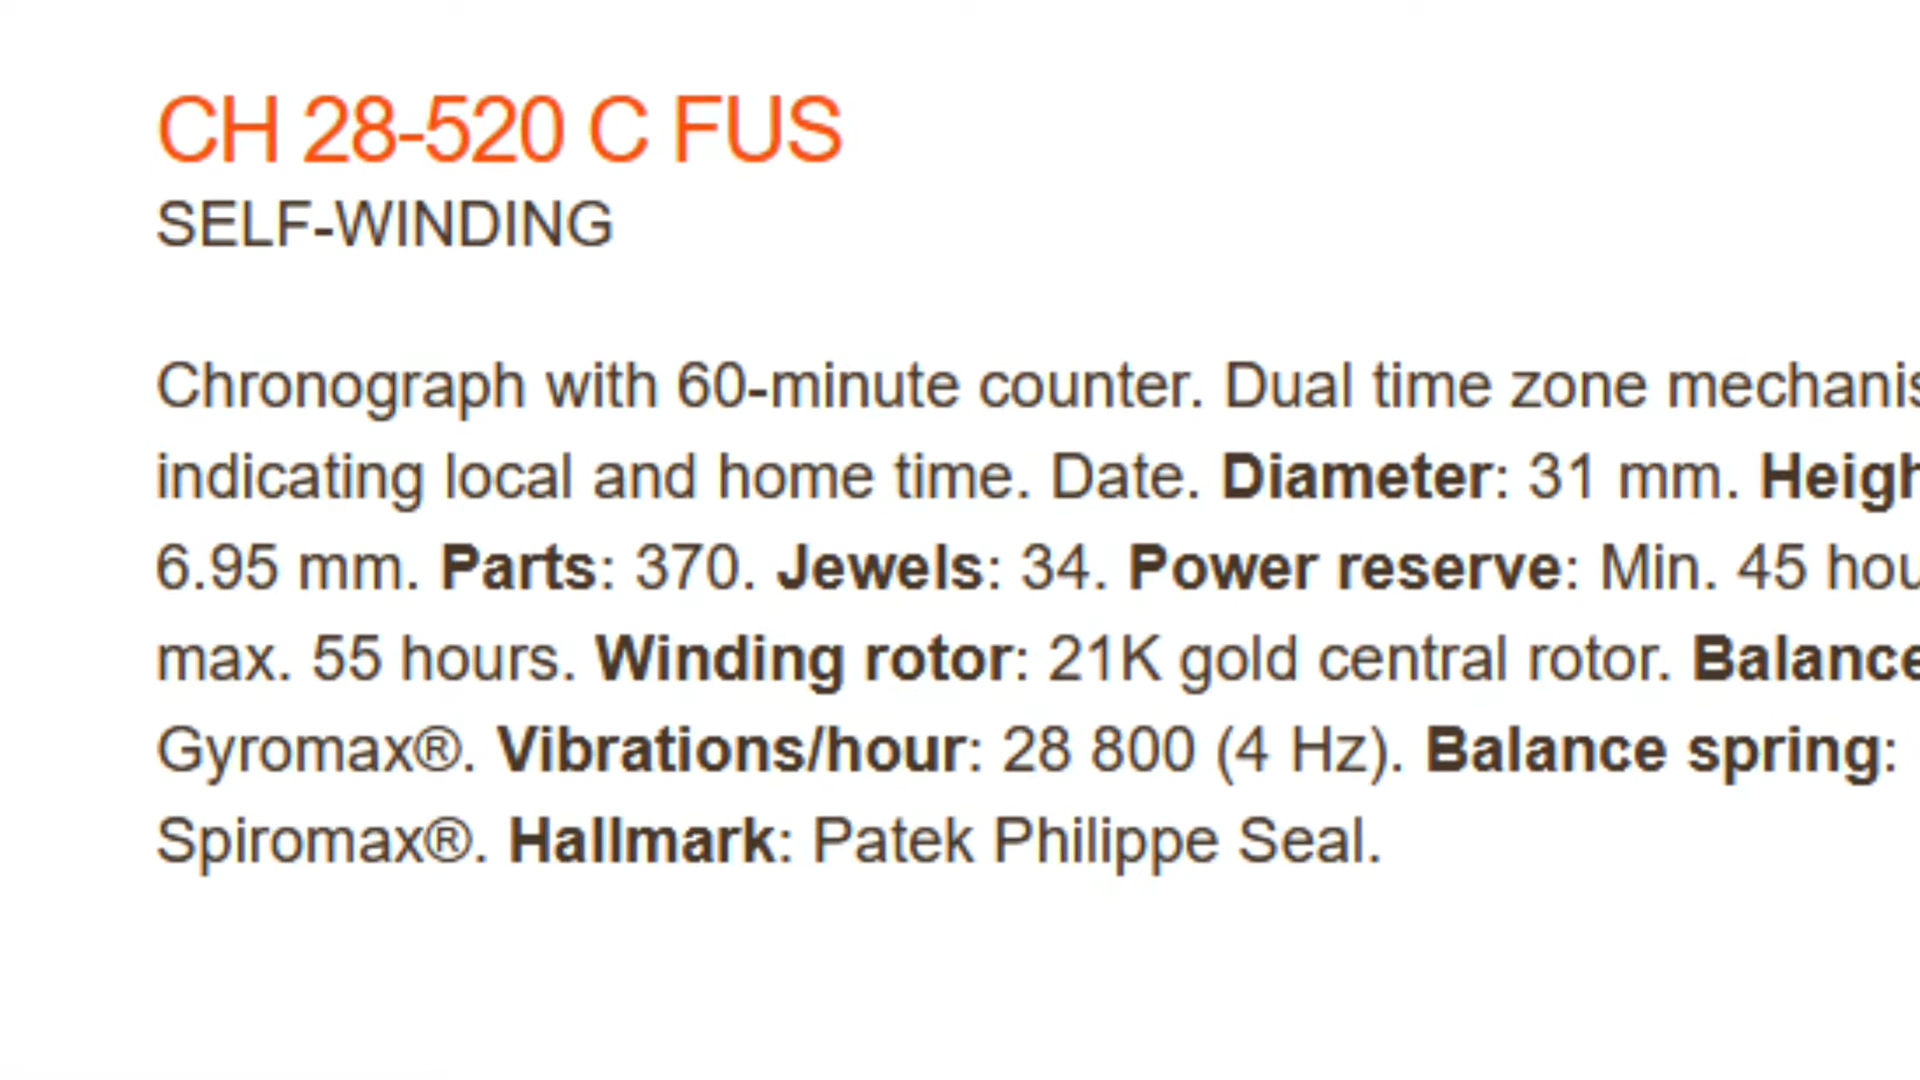 CH 28-520 C FUS
SELF-WINDING
Chronograph with 60-minute counter. Dual time zone mechanis
indicating local and home time. Date. Diameter: 31 mm. Heigh
6.95 mm. Parts: 370. Jewels: 34. Power reserve: Min. 45 hou
max. 55 hours. Winding rotor: 21K gold central rotor. Balance
Gyromax®. Vibrations/hour: 28 800 (4 Hz). Balance spring:
Spiromax®. Hallmark: Patek Philippe Seal.